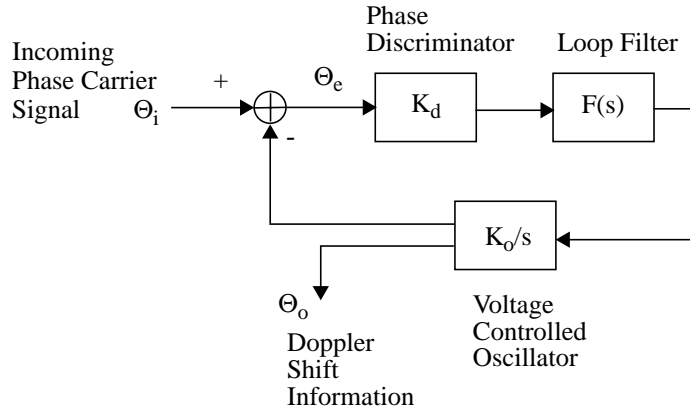 Incoming
Phase Carrier
Signal Θi
+
-
Θe
Phase
Discriminator
Kd
Loop Filter
F(s)
Ko/s
Voltage
Controlled
Oscillator
Θo
Doppler
Shift
Information